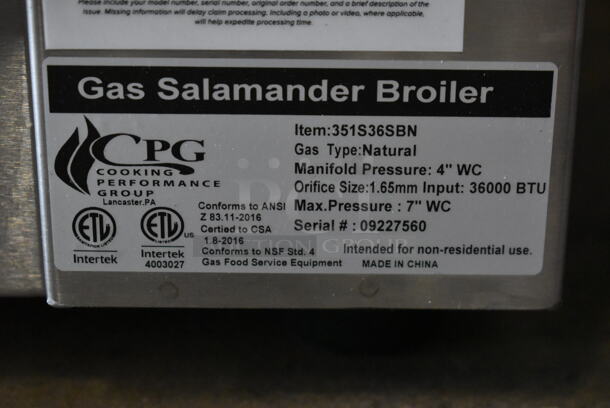 Please include your model number, serial number, original order number, and a brief description of the
issue. Missing information will delay claim processing. Including a photo or video, where applicable,
will help expedite processing time.
Gas Salamander Broiler
CPG
COOKING
PERFORMANCE
GROUP
Lancaster.PA
Item:351S36SBN
Gas Type:Natural
Manifold Pressure: 4" WC
Orifice Size:1.65mm Input: 36000 BTU
Max.Pressure : 7" WC
Serial # : 09227560
Conforms to ANSI
Z 83.11-2016
Certied to CSA
1.8-2016
Conforms to NSF Std. 4
Gas Food Service Equipment
ETL
Intertek
ETL
US
Intertek
4003027
Intended for non-residential use.
MADE IN CHINA